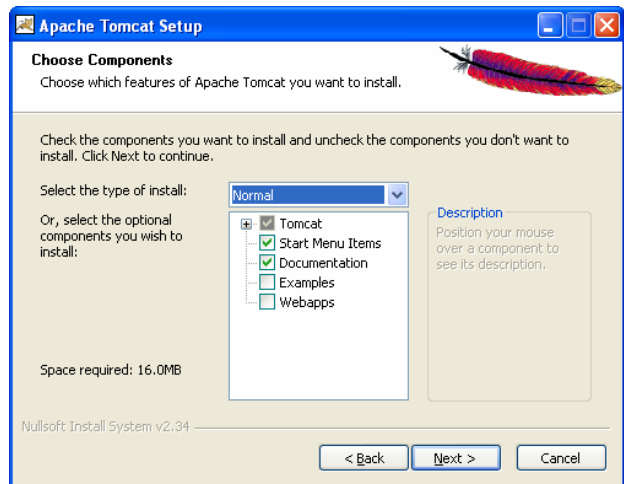 Apache Tomcat Setup
Choose Components
Choose which features of Apache Tomcat you want to install.
Check the components you want to install and uncheck the components you don't want to
install. Click Next to continue.
Select the type of install:
Normal
Or, select the optional
components you wish to
install:
Tomcat
Start Menu Items
Documentation
Examples
Webapps
Description
Position your mouse
over a component to
see its description.
Space required: 16.0MB
Nullsoft Install System v2.34
< Back
Next >
Cancel